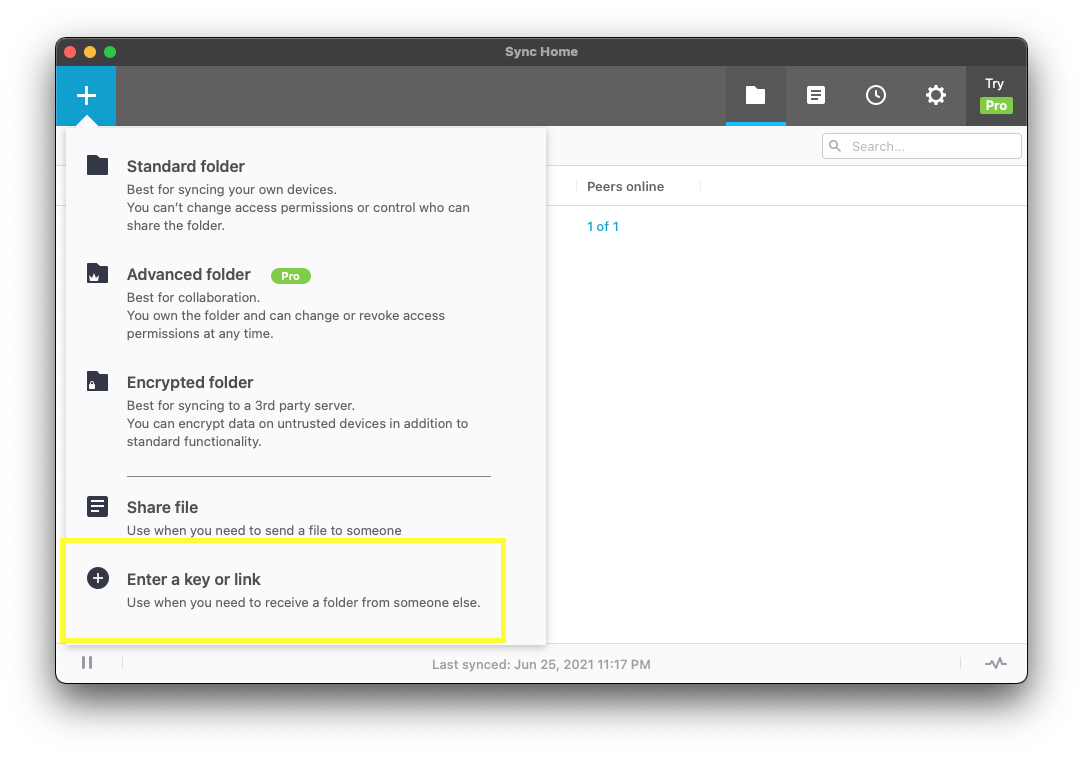 Sync Home
+
Try
Pro
Search...
Peers online
1 of 1
Standard folder
Best for syncing your own devices.
You can’t change access permissions or control who can
share the folder.
Advanced folder Pro
Best for collaboration.
You own the folder and can change or revoke access
permissions at any time.
Encrypted folder
Best for syncing to a 3rd party server.
You can encrypt data on untrusted devices in addition to
standard functionality.
Share file
Use when you need to send a file to someone
Enter a key or link
Use when you need to receive a folder from someone else.
Last synced: Jun 25, 2021 11:17 PM